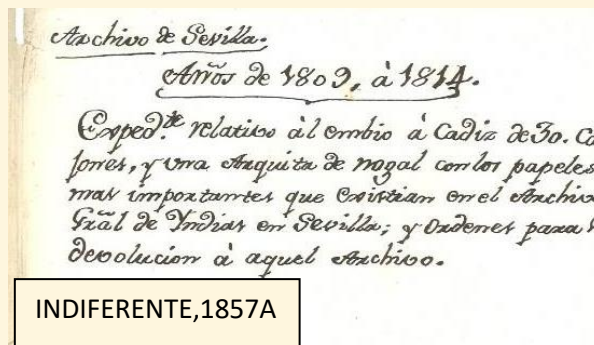 Archivo de Sevilla.
Años de 1809, à 1814.
Exped.te relativo àl embio à Cadiz de 30. Ca
jones, y una Arquita de nogal con los papeles
mas importantes que existian en el Archivo
Gràl de Yndias en Sevilla; y Ordenes para
devolucion à aquel Archivo.
INDIFERENTE,1857A